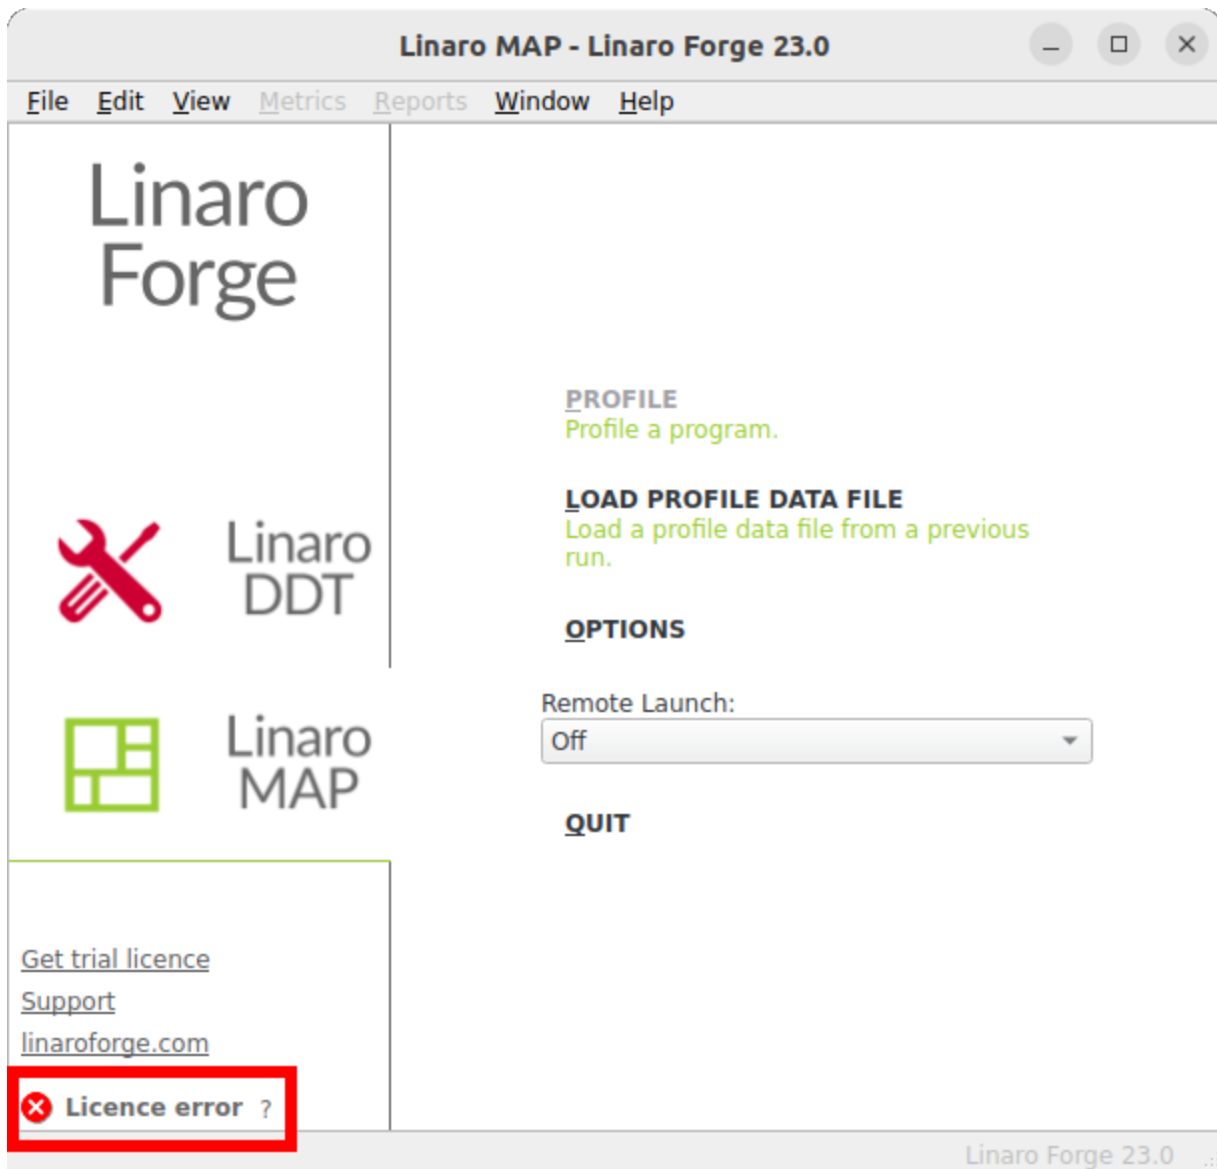 Linaro MAP - Linaro Forge 23.0
File Edit View Metrics Reports Window Help
Linaro
Forge
PROFILE
Profile a program.
LOAD PROFILE DATA FILE
Load a profile data file from a previous
run.
Linaro
DDT
OPTIONS
Remote Launch:
Off
Linaro
MAP
QUIT
Get trial licence
Support
linaroforge.com
Licence error ?
Linaro Forge 23.0